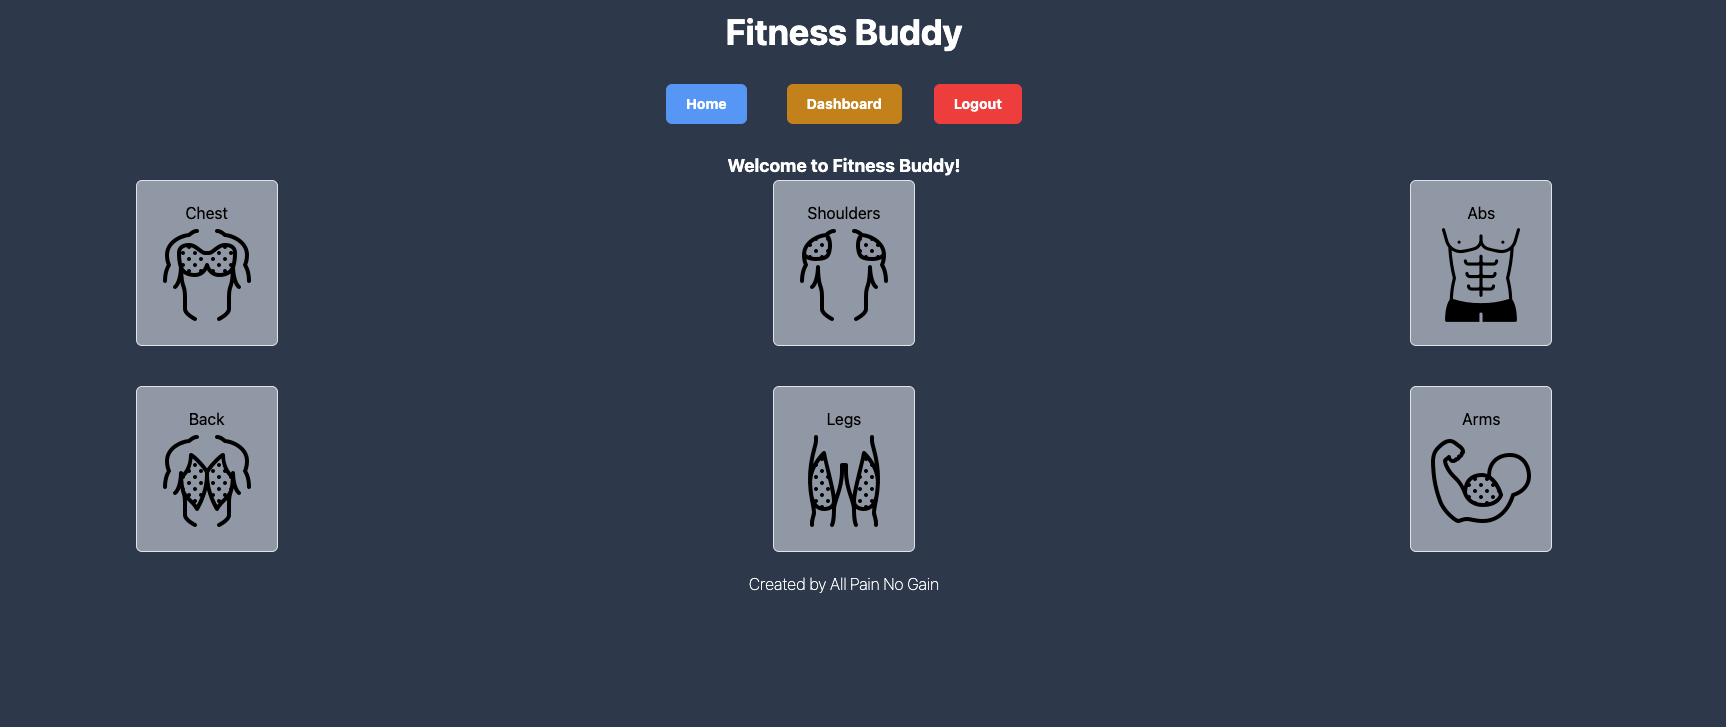 Fitness Buddy
Home Dashboard Logout
Welcome to Fitness Buddy!
Chest Shoulders Abs
Back Legs Arms
Created by All Pain No Gain